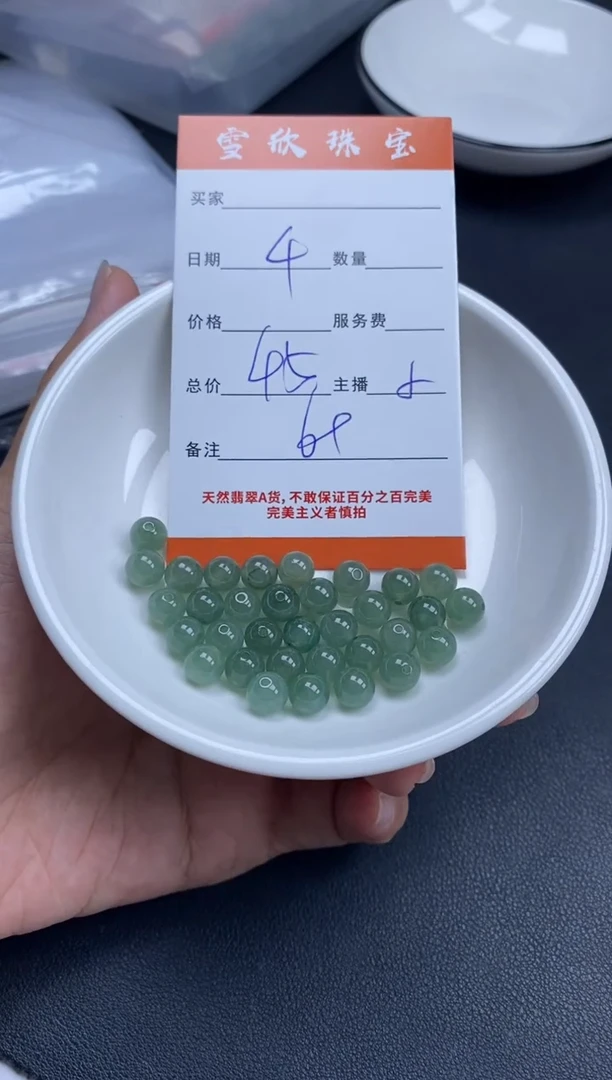 雪欣珠宝
买家
日期 4 数量
价格 服务费
总价 45 主播
备注
天然翡翠A货，不敢保证百分之百完美
完美主义者慎拍